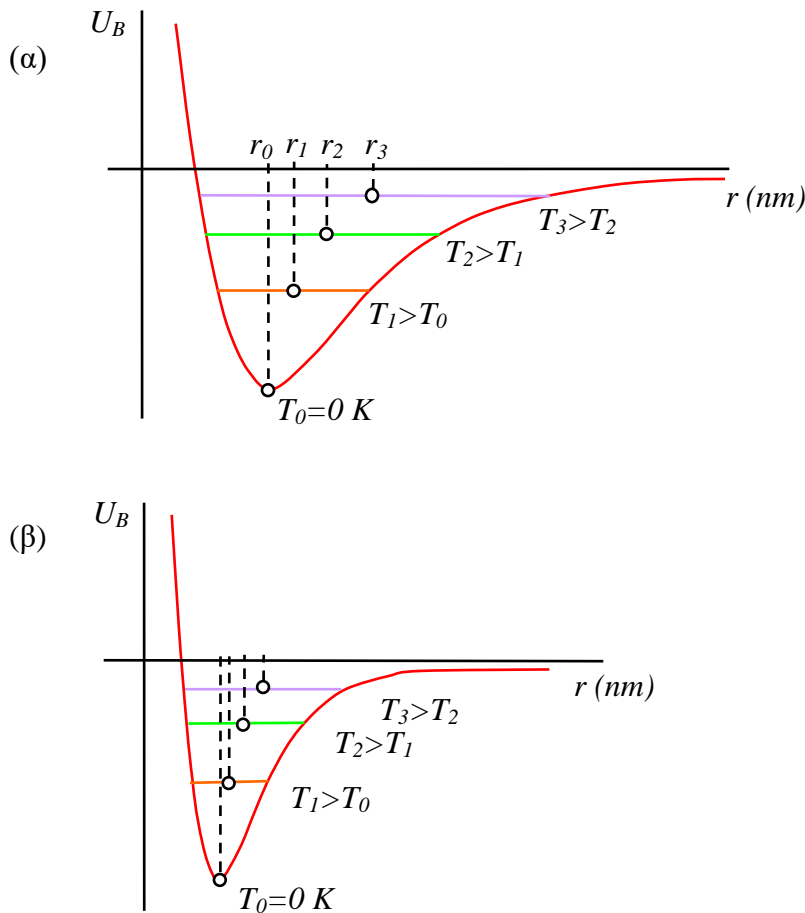 U_B
(α)
r_0 r_1 r_2 r_3
r (nm)
T_3>T_2
T_2>T_1
T_1>T_0
T_0=0 K
U_B
(β)
r (nm)
T_3>T_2
T_2>T_1
T_1>T_0
T_0=0 K